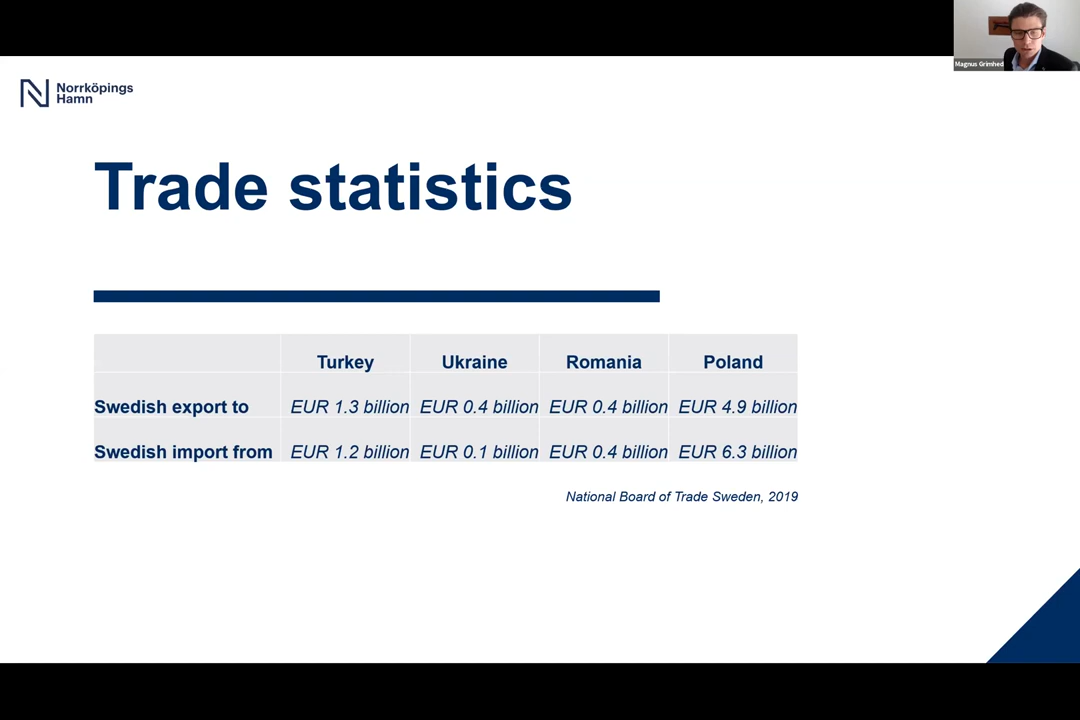 Magnus Grimhed
Norrköpings
Hamn
Trade statistics
Turkey Ukraine Romania Poland
Swedish export to EUR 1.3 billion EUR 0.4 billion EUR 0.4 billion EUR 4.9 billion
Swedish import from EUR 1.2 billion EUR 0.1 billion EUR 0.4 billion EUR 6.3 billion
National Board of Trade Sweden, 2019